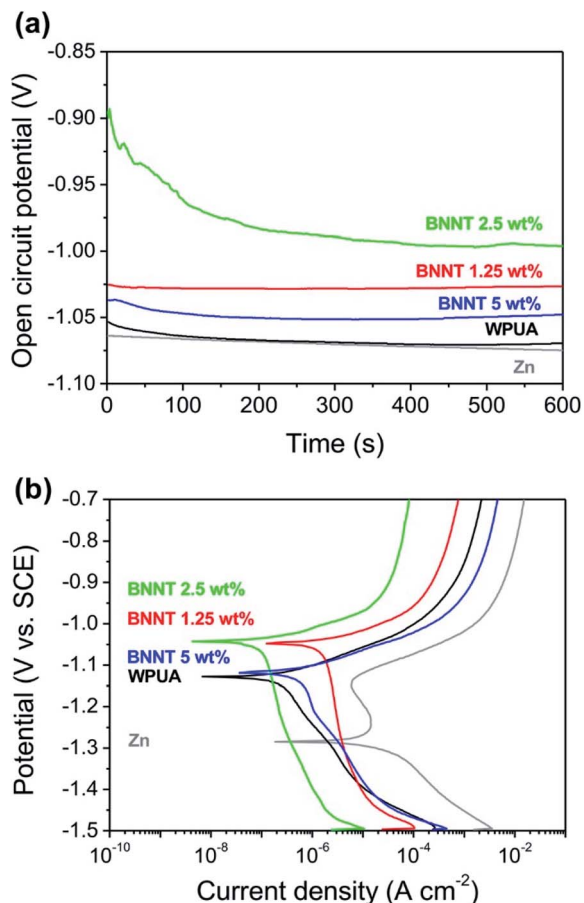 (a)
Open circuit potential (V)
-0.85
-0.90
-0.95
-1.00
-1.05
-1.10
BNNT 2.5 wt%
BNNT 1.25 wt%
BNNT 5 wt%
WPUA
Zn
0 100 200 300 400 500 600
Time (s)
(b)
Potential (V vs. SCE)
-0.7
-0.8
-0.9
-1.0
-1.1
-1.2
-1.3
-1.4
-1.5
BNNT 2.5 wt%
BNNT 1.25 wt%
BNNT 5 wt%
WPUA
Zn
10⁻¹⁰ 10⁻⁸ 10⁻⁶ 10⁻⁴ 10⁻²
Current density (A cm⁻²)